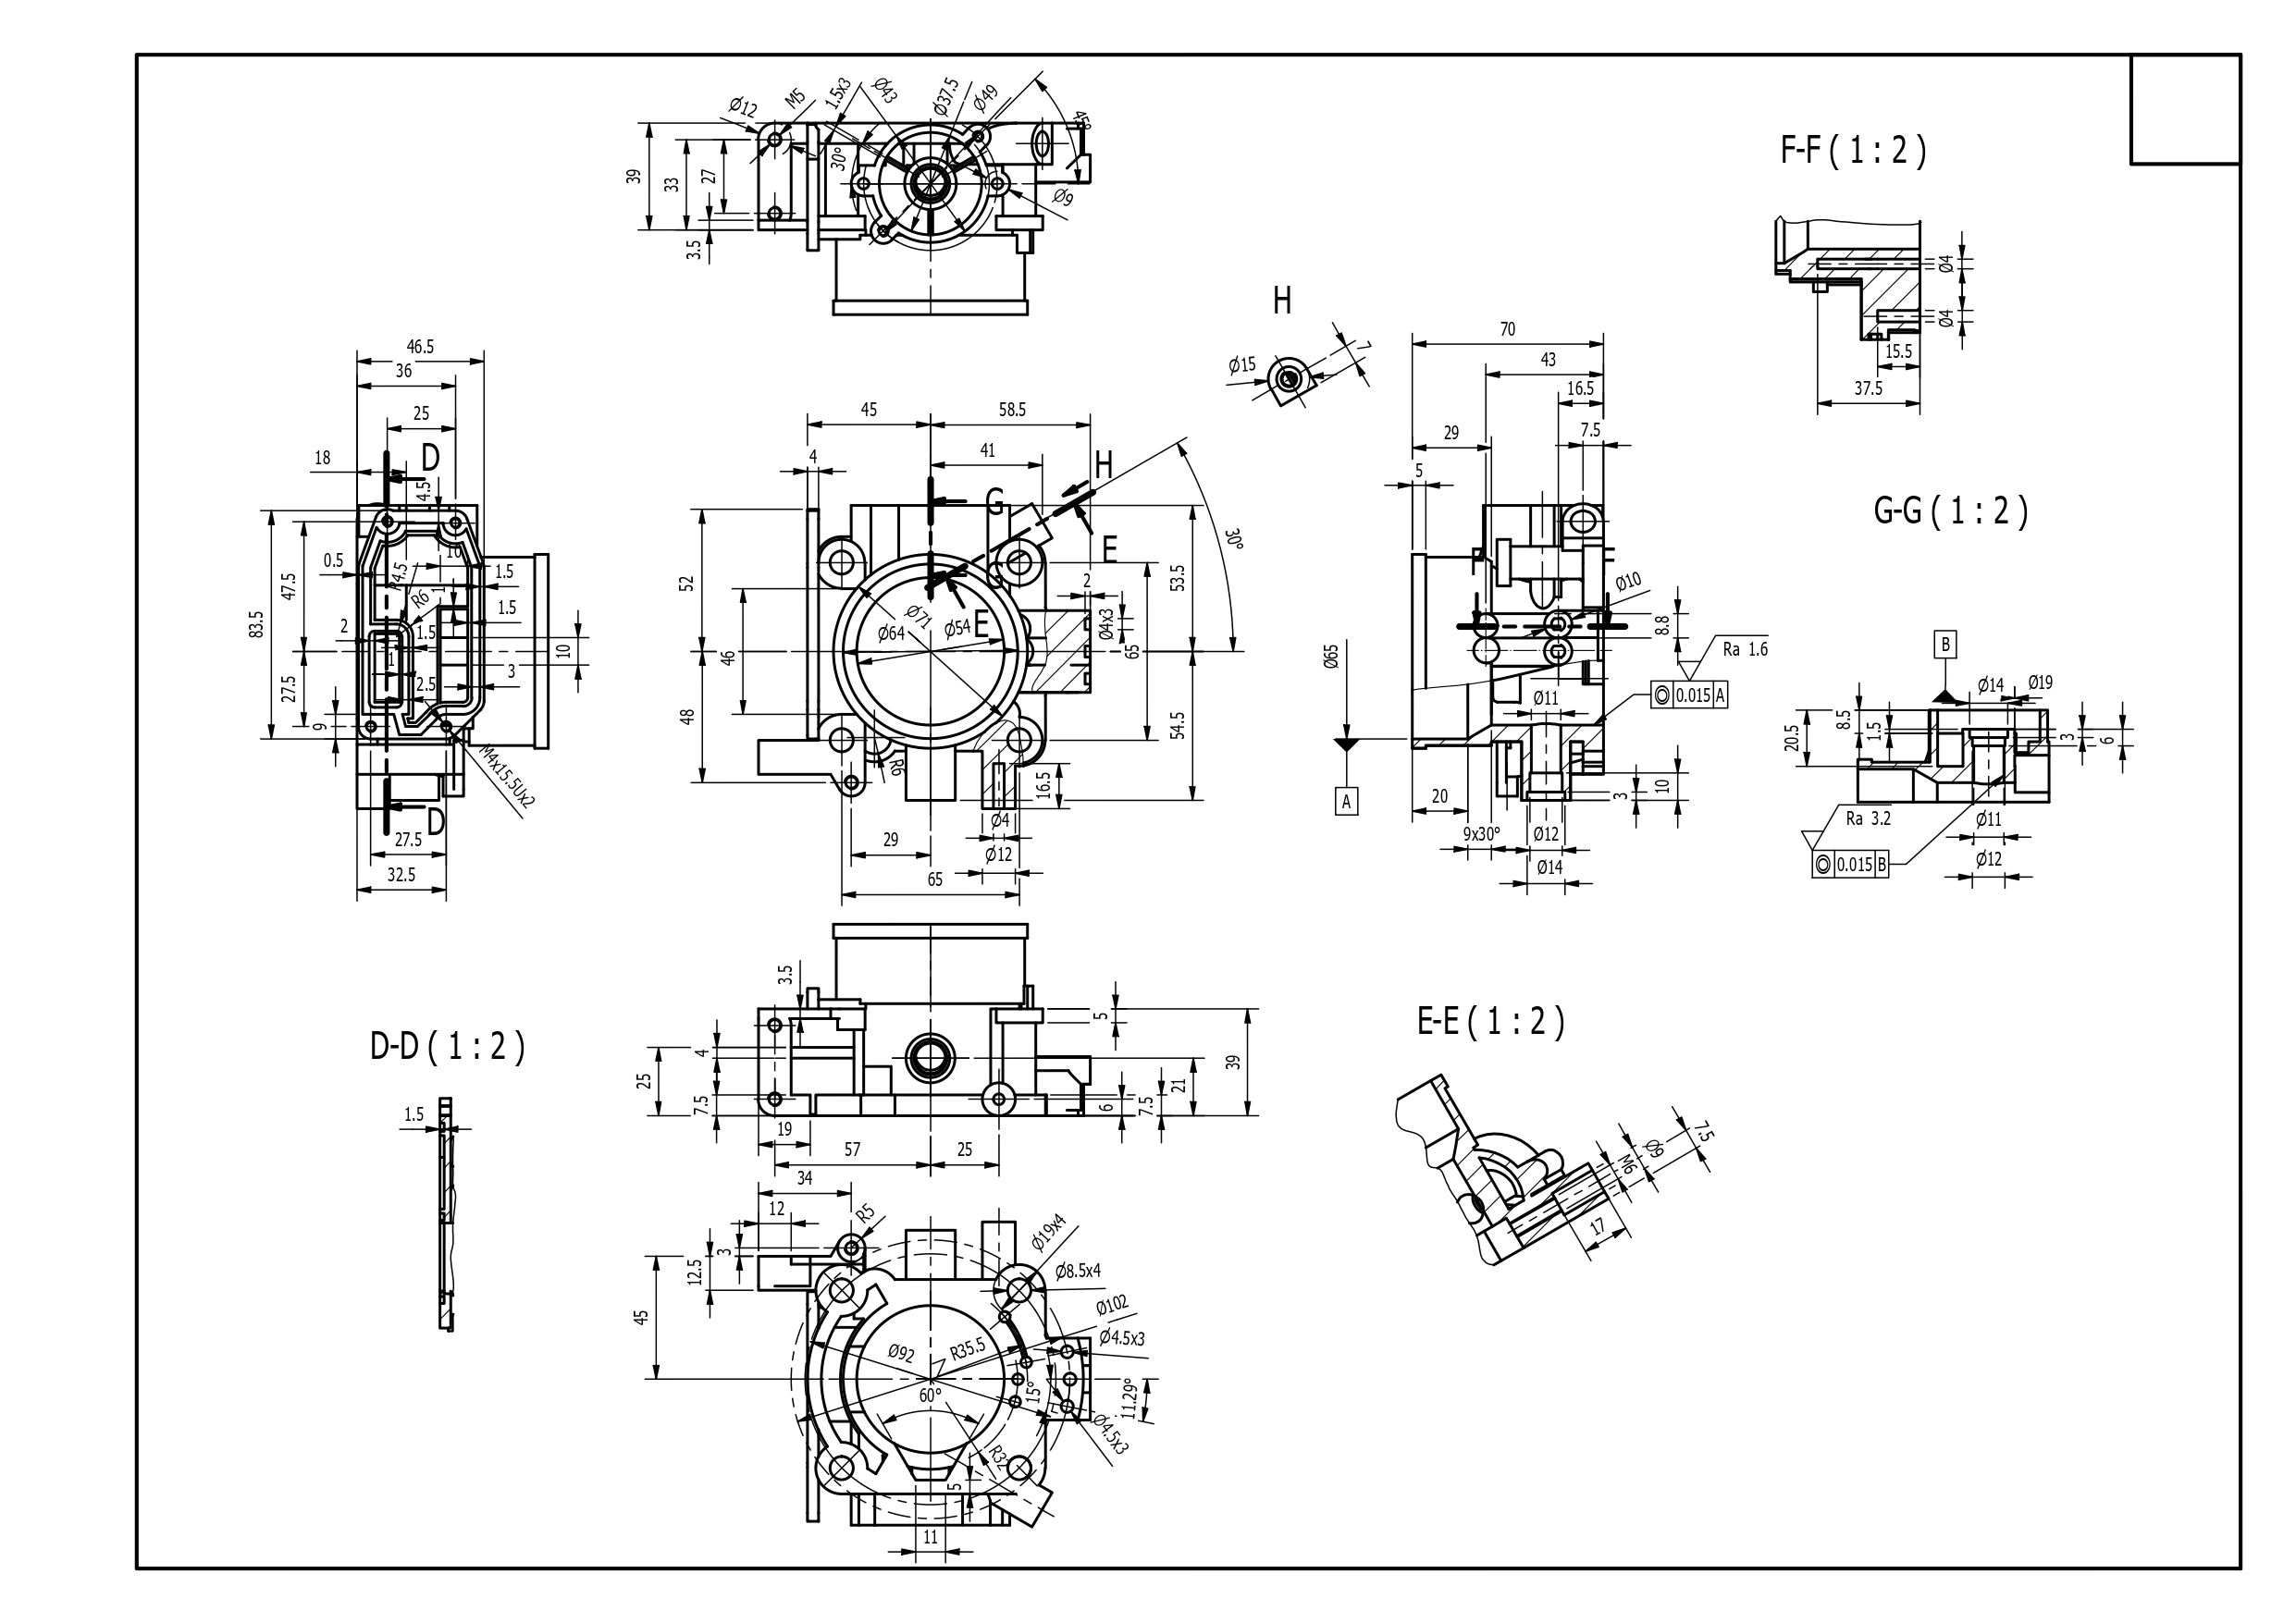 Ø12
M5
1.5x3
Ø43
Ø37.5
Ø49
45°
30°
Ø9
39
33
27
3.5
F-F ( 1 : 2 )
Ø4
Ø4
15.5
37.5
H
Ø15
7
46.5
36
25
18
D
4.5
10
0.5
R4.5
R6
1
1.5
1.5
1.5
2
1
2.5
3
10
83.5
47.5
27.5
9
M4x15.5Ux2
D
27.5
32.5
45
58.5
41
4
H
G
E
30°
G
E
52
48
46
Ø71
Ø64
Ø54
2
Ø4x3
65
53.5
54.5
R6
16.5
Ø4
Ø12
29
65
70
43
16.5
7.5
29
5
F
F
Ø10
8.8
Ra 1.6
0.015 A
Ø65
A
Ø11
20
9x30°
Ø12
Ø14
3
10
G-G ( 1 : 2 )
B
Ø14
Ø19
20.5
8.5
1.5
3
6
Ra 3.2
0.015 B
Ø11
Ø12
3.5
25
4
7.5
19
57
25
5
39
21
6
7.5
D-D ( 1 : 2 )
1.5
E-E ( 1 : 2 )
7.5
Ø9
M6
17
34
12
3
12.5
45
R5
Ø19x4
Ø8.5x4
Ø102
Ø4.5x3
Ø92
R35.5
60°
15°
11.29°
Ø4.5x3
R32
5
11